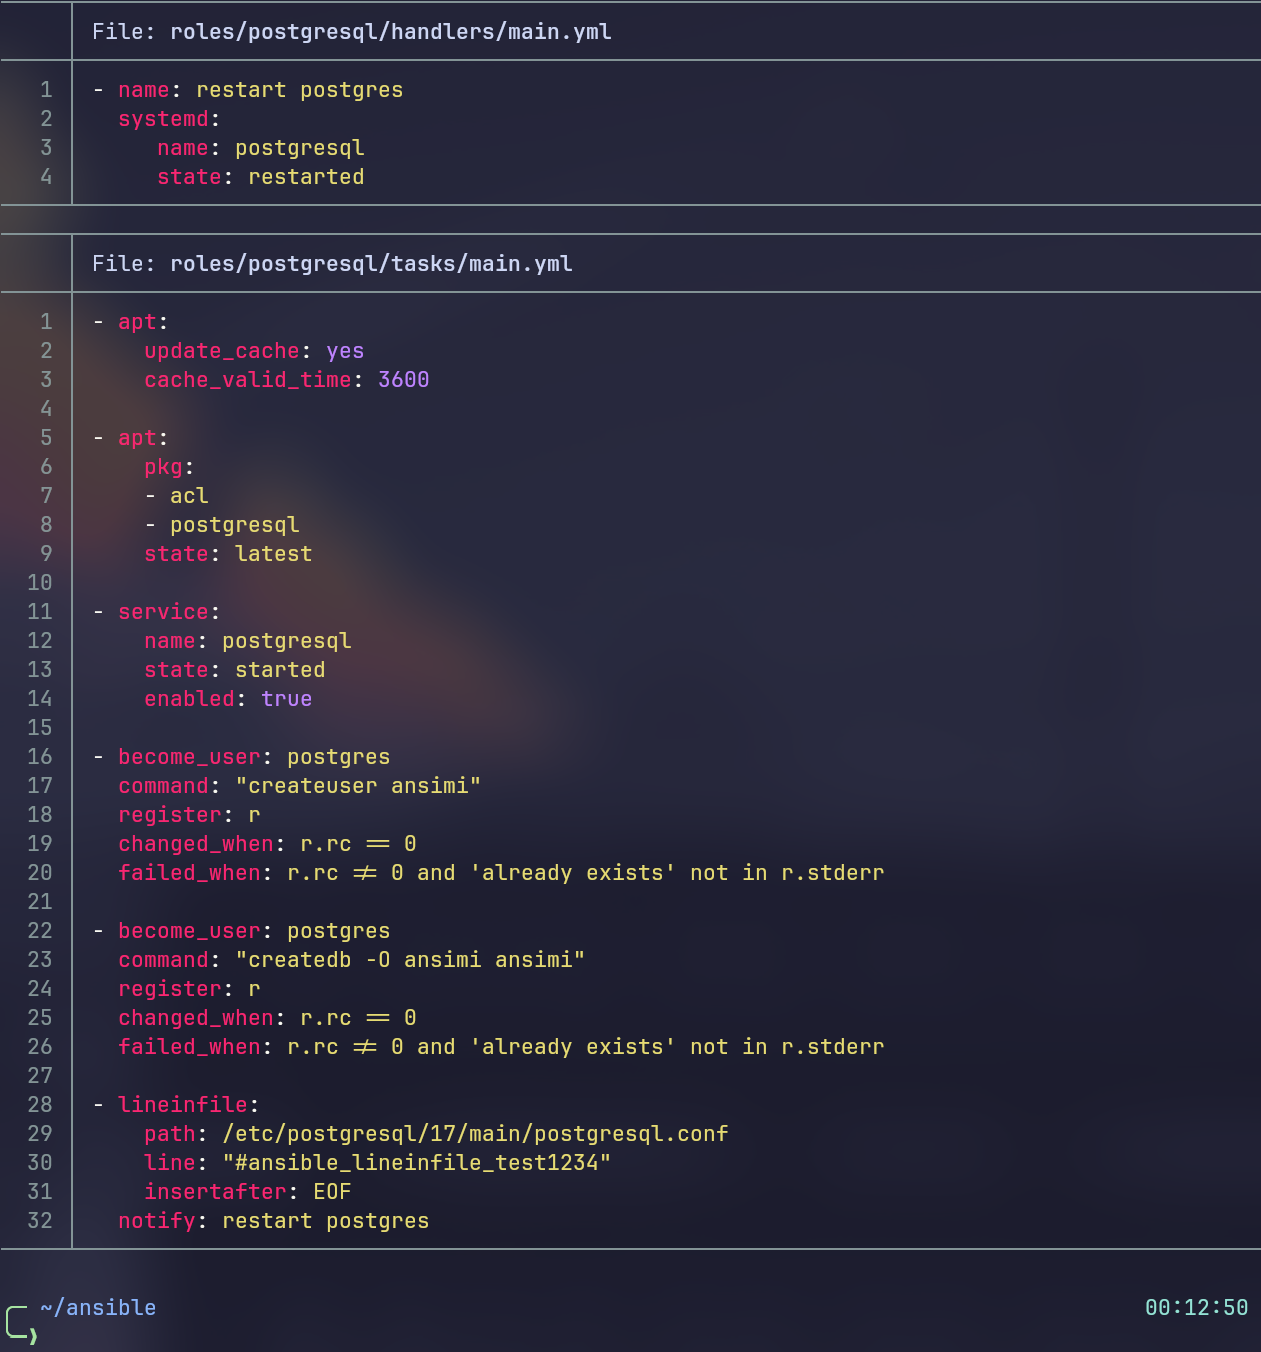 File: roles/postgresql/handlers/main.yml
1 - name: restart postgres
2   systemd:
3      name: postgresql
4      state: restarted
File: roles/postgresql/tasks/main.yml
1 - apt:
2     update_cache: yes
3     cache_valid_time: 3600
4
5 - apt:
6     pkg:
7     - acl
8     - postgresql
9     state: latest
10
11 - service:
12     name: postgresql
13     state: started
14     enabled: true
15
16 - become_user: postgres
17   command: "createuser ansimi"
18   register: r
19   changed_when: r.rc == 0
20   failed_when: r.rc != 0 and 'already exists' not in r.stderr
21
22 - become_user: postgres
23   command: "createdb -O ansimi ansimi"
24   register: r
25   changed_when: r.rc == 0
26   failed_when: r.rc != 0 and 'already exists' not in r.stderr
27
28 - lineinfile:
29     path: /etc/postgresql/17/main/postgresql.conf
30     line: "#ansible_lineinfile_test1234"
31     insertafter: EOF
32   notify: restart postgres
~/ansible 00:12:50